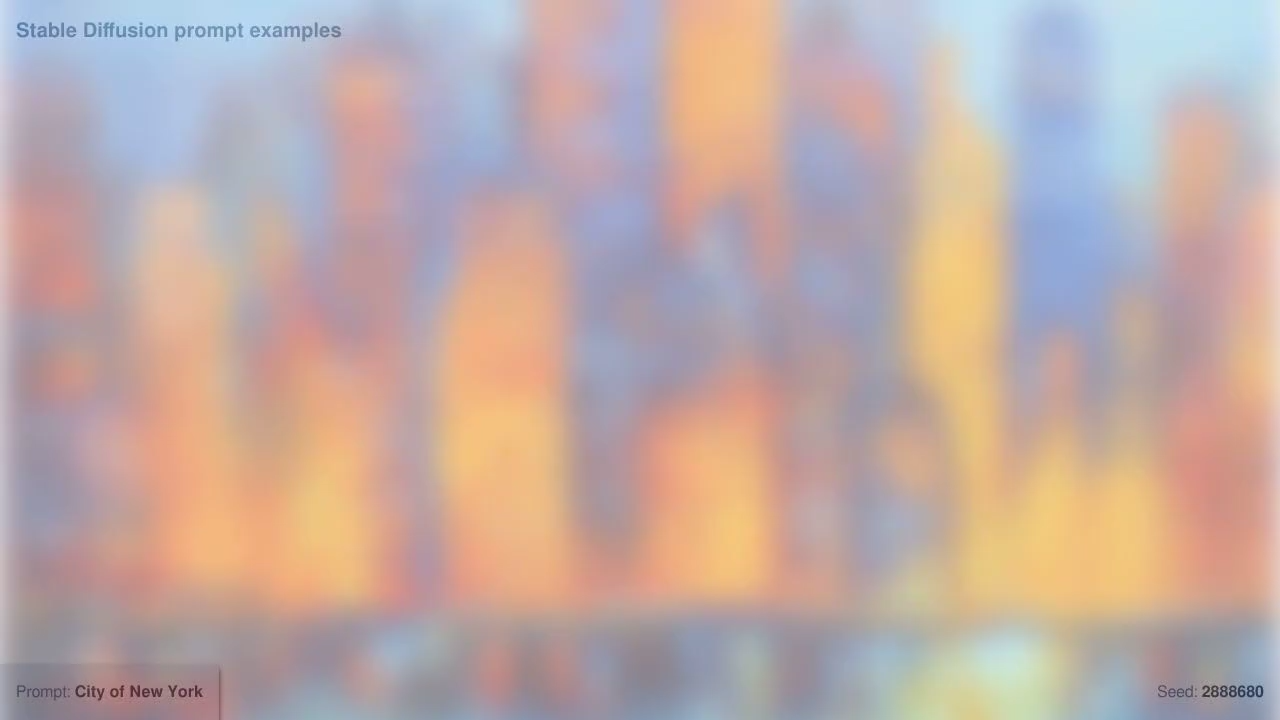 Stable Diffusion prompt examples
Prompt: City of New York
Seed: 2888680